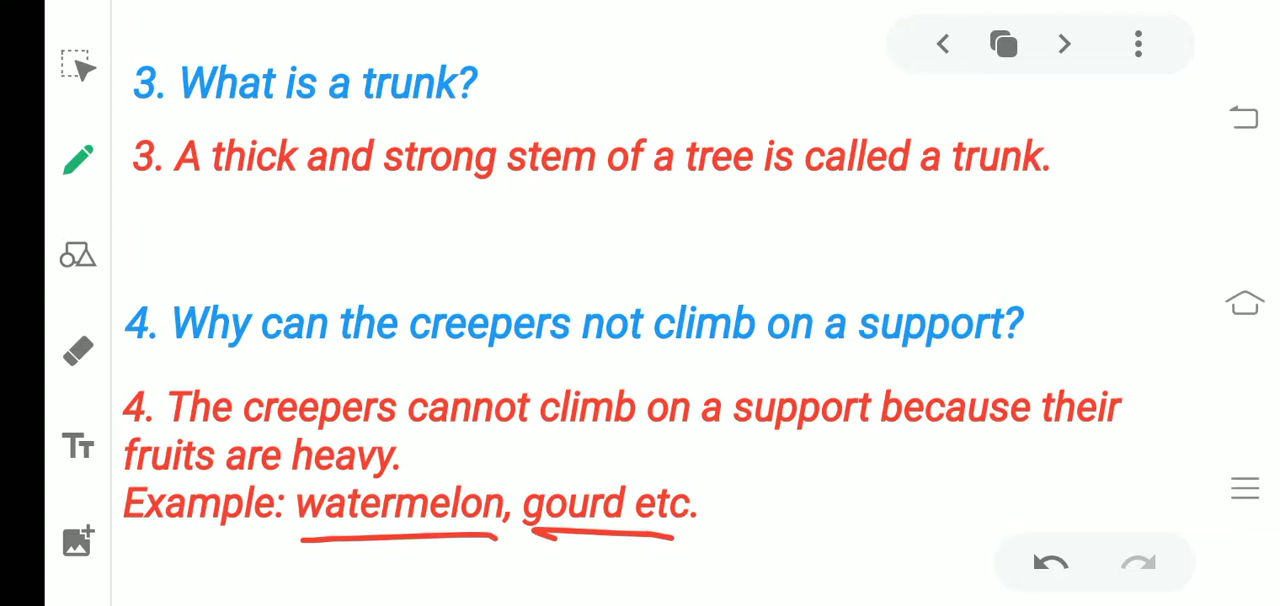 3. What is a trunk?
3. A thick and strong stem of a tree is called a trunk.
4. Why can the creepers not climb on a support?
4. The creepers cannot climb on a support because their
fruits are heavy.
Example: watermelon, gourd etc.
TT